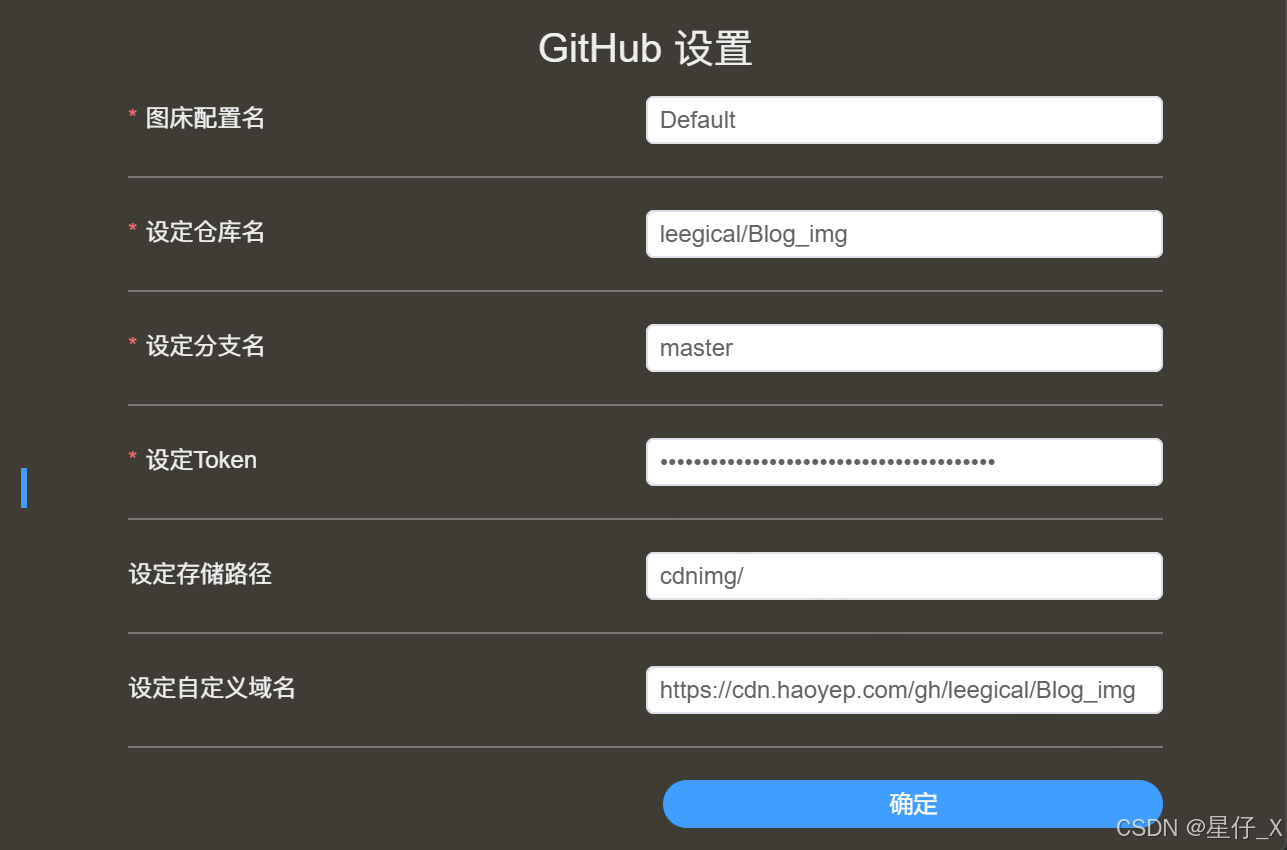 GitHub 设置
* 图床配置名
Default
* 设定仓库名
leegical/Blog_img
* 设定分支名
master
* 设定Token
••••••••••••••••••••••••••••••••••••••••
设定存储路径
cdnimg/
设定自定义域名
https://cdn.haoyep.com/gh/leegical/Blog_img
确定
CSDN @星仔_X